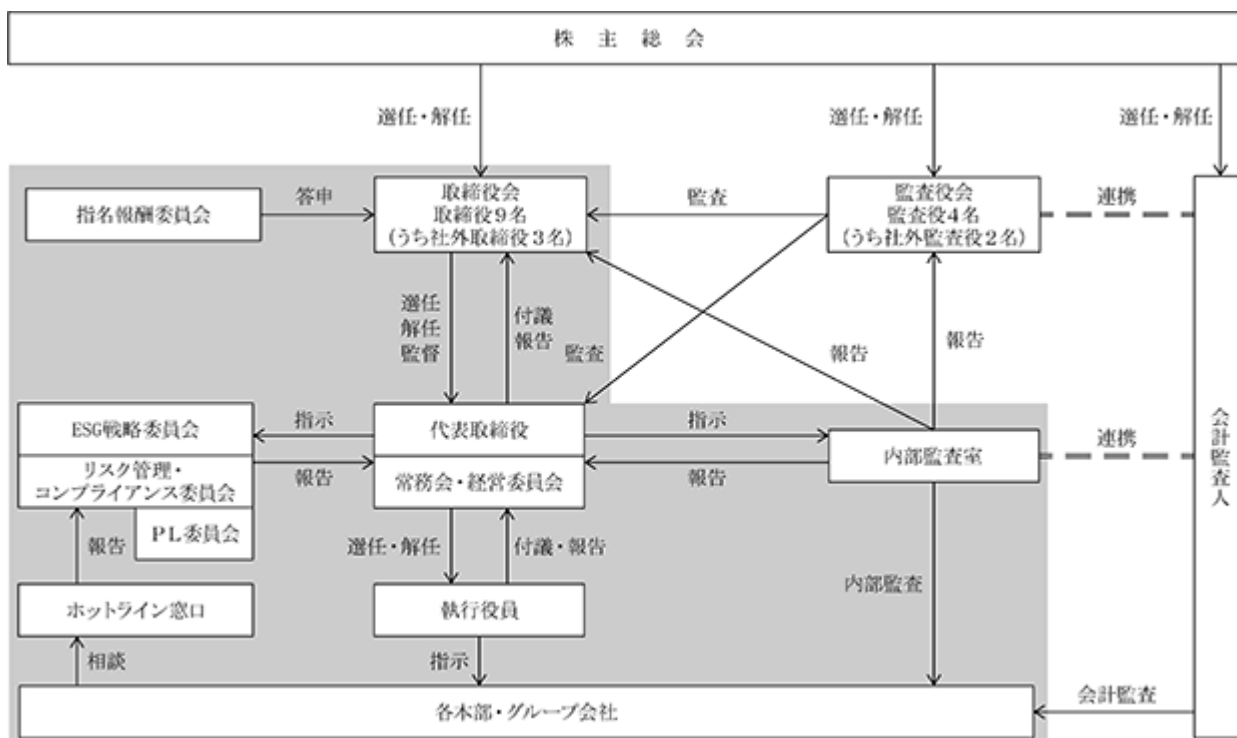 株主総会
選任・解任
選任・解任
選任・解任
指名報酬委員会
答申
取締役会
取締役9名
(うち社外取締役3名)
監査
監査役会
監査役4名
(うち社外監査役2名)
連携
選任
解任
監督
付議
報告
監査
報告
報告
ESG戦略委員会
指示
代表取締役
指示
内部監査室
連携
リスク管理・
コンプライアンス委員会
報告
常務会・経営委員会
報告
PL委員会
報告
選任・解任
付議・報告
内部監査
ホットライン窓口
執行役員
相談
指示
各本部・グループ会社
会計監査
会計監査人